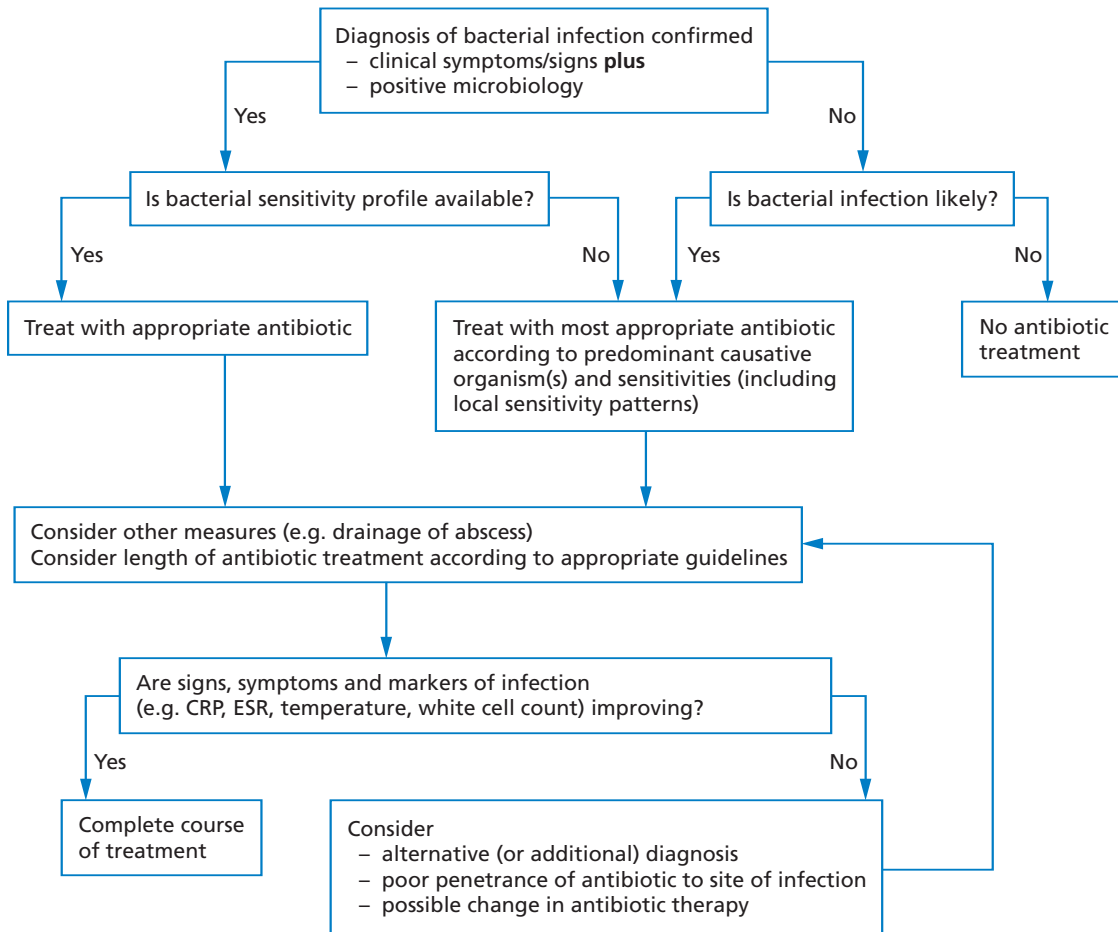 Diagnosis of bacterial infection confirmed
– clinical symptoms/signs plus
– positive microbiology
Yes
No
Is bacterial sensitivity profile available?
Is bacterial infection likely?
Yes
No
Yes
No
Treat with appropriate antibiotic
Treat with most appropriate antibiotic
according to predominant causative
organism(s) and sensitivities (including
local sensitivity patterns)
No antibiotic
treatment
Consider other measures (e.g. drainage of abscess)
Consider length of antibiotic treatment according to appropriate guidelines
Are signs, symptoms and markers of infection
(e.g. CRP, ESR, temperature, white cell count) improving?
Yes
No
Complete course
of treatment
Consider
– alternative (or additional) diagnosis
– poor penetrance of antibiotic to site of infection
– possible change in antibiotic therapy